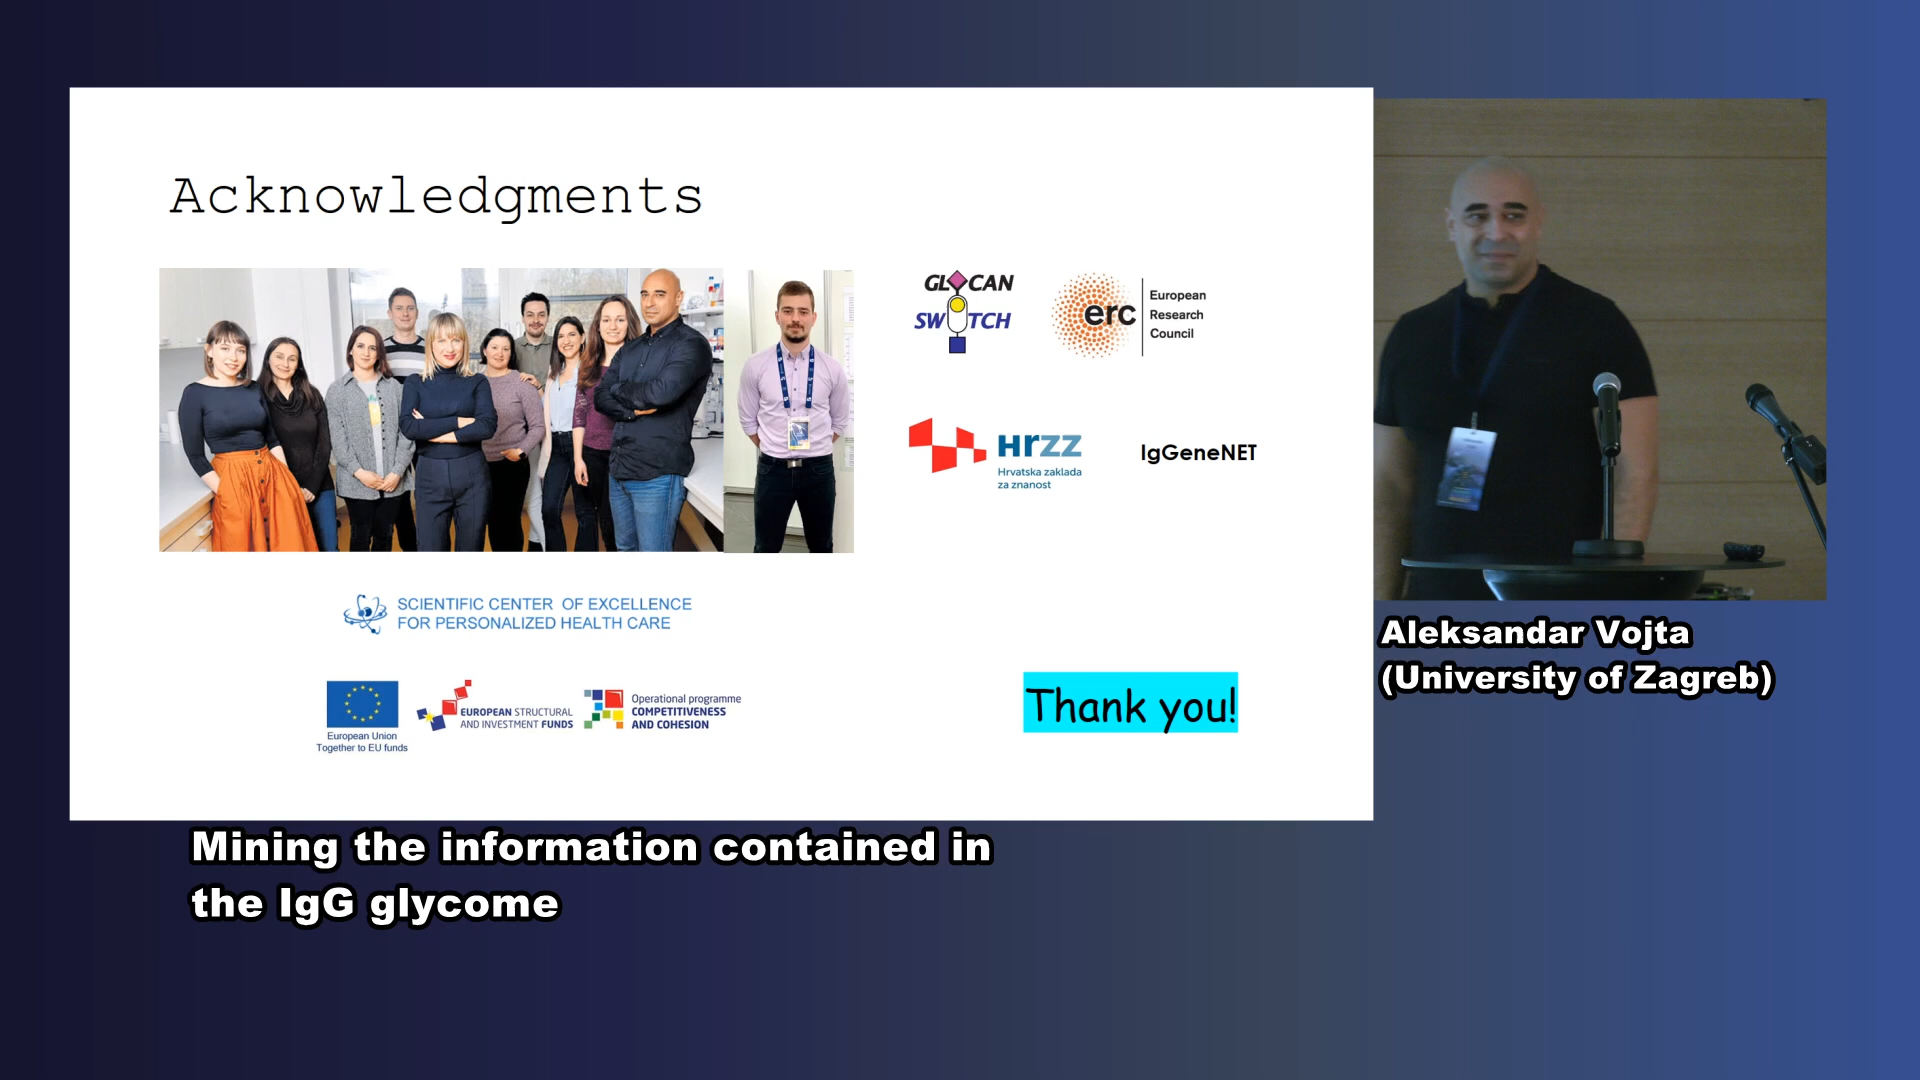 Acknowledgments
GLYCAN
SWITCH
erc
European
Research
Council
HRZZ
Hrvatska zaklada
za znanost
IgGeneNET
SCIENTIFIC CENTER OF EXCELLENCE
FOR PERSONALIZED HEALTH CARE
European Union
Together to EU funds
EUROPEAN STRUCTURAL
AND INVESTMENT FUNDS
Operational programme
COMPETITIVENESS
AND COHESION
Thank you!
Aleksandar Vojta
(University of Zagreb)
Mining the information contained in
the IgG glycome